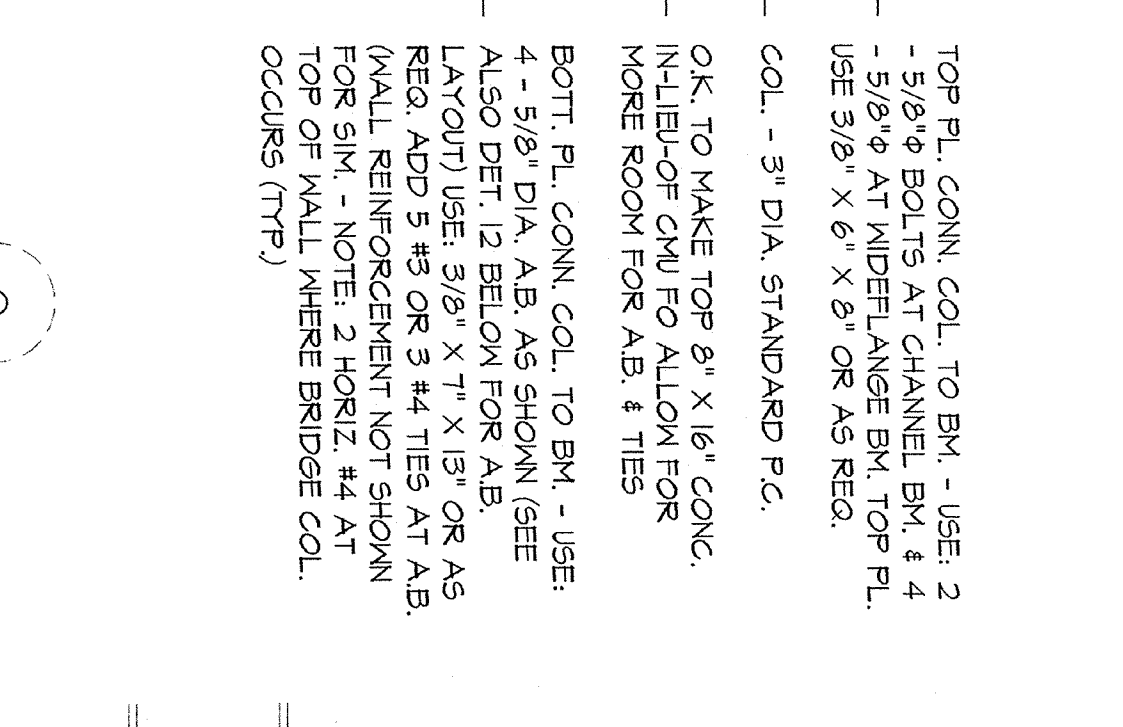 TOP PL. CONN. COL. TO BM. - USE: 2
- 5/8"Φ BOLTS AT CHANNEL BM. & 4
- 5/8"Φ AT WIDEFLANGE BM. TOP PL.
USE 3/8" X 6" X 8" OR AS REQ.
COL. - 3" DIA. STANDARD P.C.
O.K. TO MAKE TOP 8" X 16" CONC.
IN-LIEU-OF CMU FO ALLOW FOR
MORE ROOM FOR A.B. & TIES
BOTT. PL. CONN. COL. TO BM. - USE:
4 - 5/8" DIA. A.B. AS SHOWN (SEE
ALSO DET. 12 BELOW FOR A.B.
LAYOUT) USE: 3/8" X 7" X 13" OR AS
REQ. ADD 5 #3 OR 3 #4 TIES AT A.B.
(WALL REINFORCEMENT NOT SHOWN
FOR SIM. - NOTE: 2 HORIZ. #4 AT
TOP OF WALL WHERE BRIDGE COL.
OCCURS (TYP.)